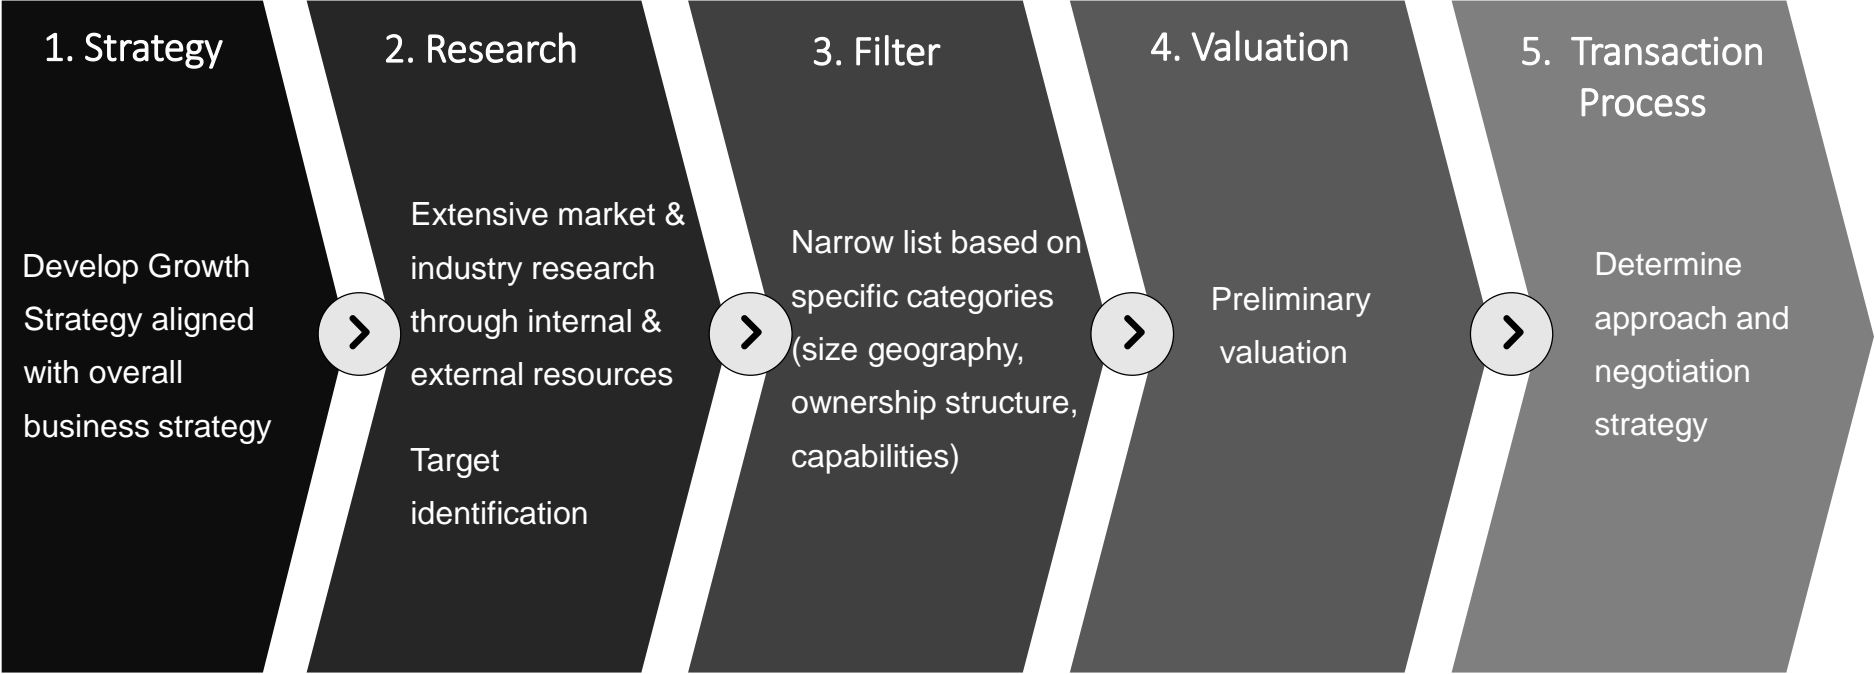 1. Strategy
Develop Growth
Strategy aligned
with overall
business strategy
2. Research
Extensive market &
industry research
through internal &
external resources
Target
identification
3. Filter
Narrow list based on
specific categories
(size geography,
ownership structure,
capabilities)
4. Valuation
Preliminary
valuation
5. Transaction
Process
Determine
approach and
negotiation
strategy